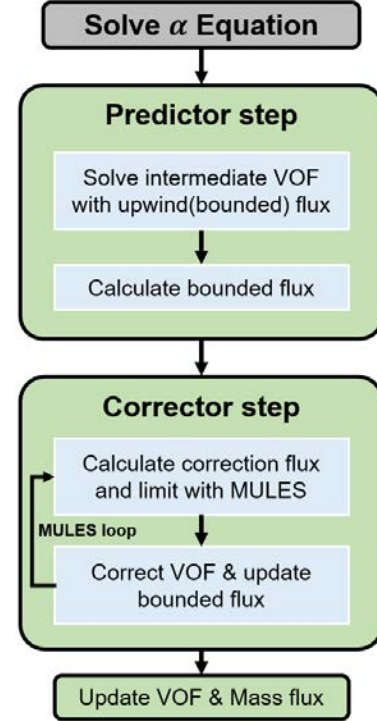 Solve α Equation
Predictor step
Solve intermediate VOF
with upwind(bounded) flux
Calculate bounded flux
Corrector step
Calculate correction flux
and limit with MULES
MULES loop
Correct VOF & update
bounded flux
Update VOF & Mass flux